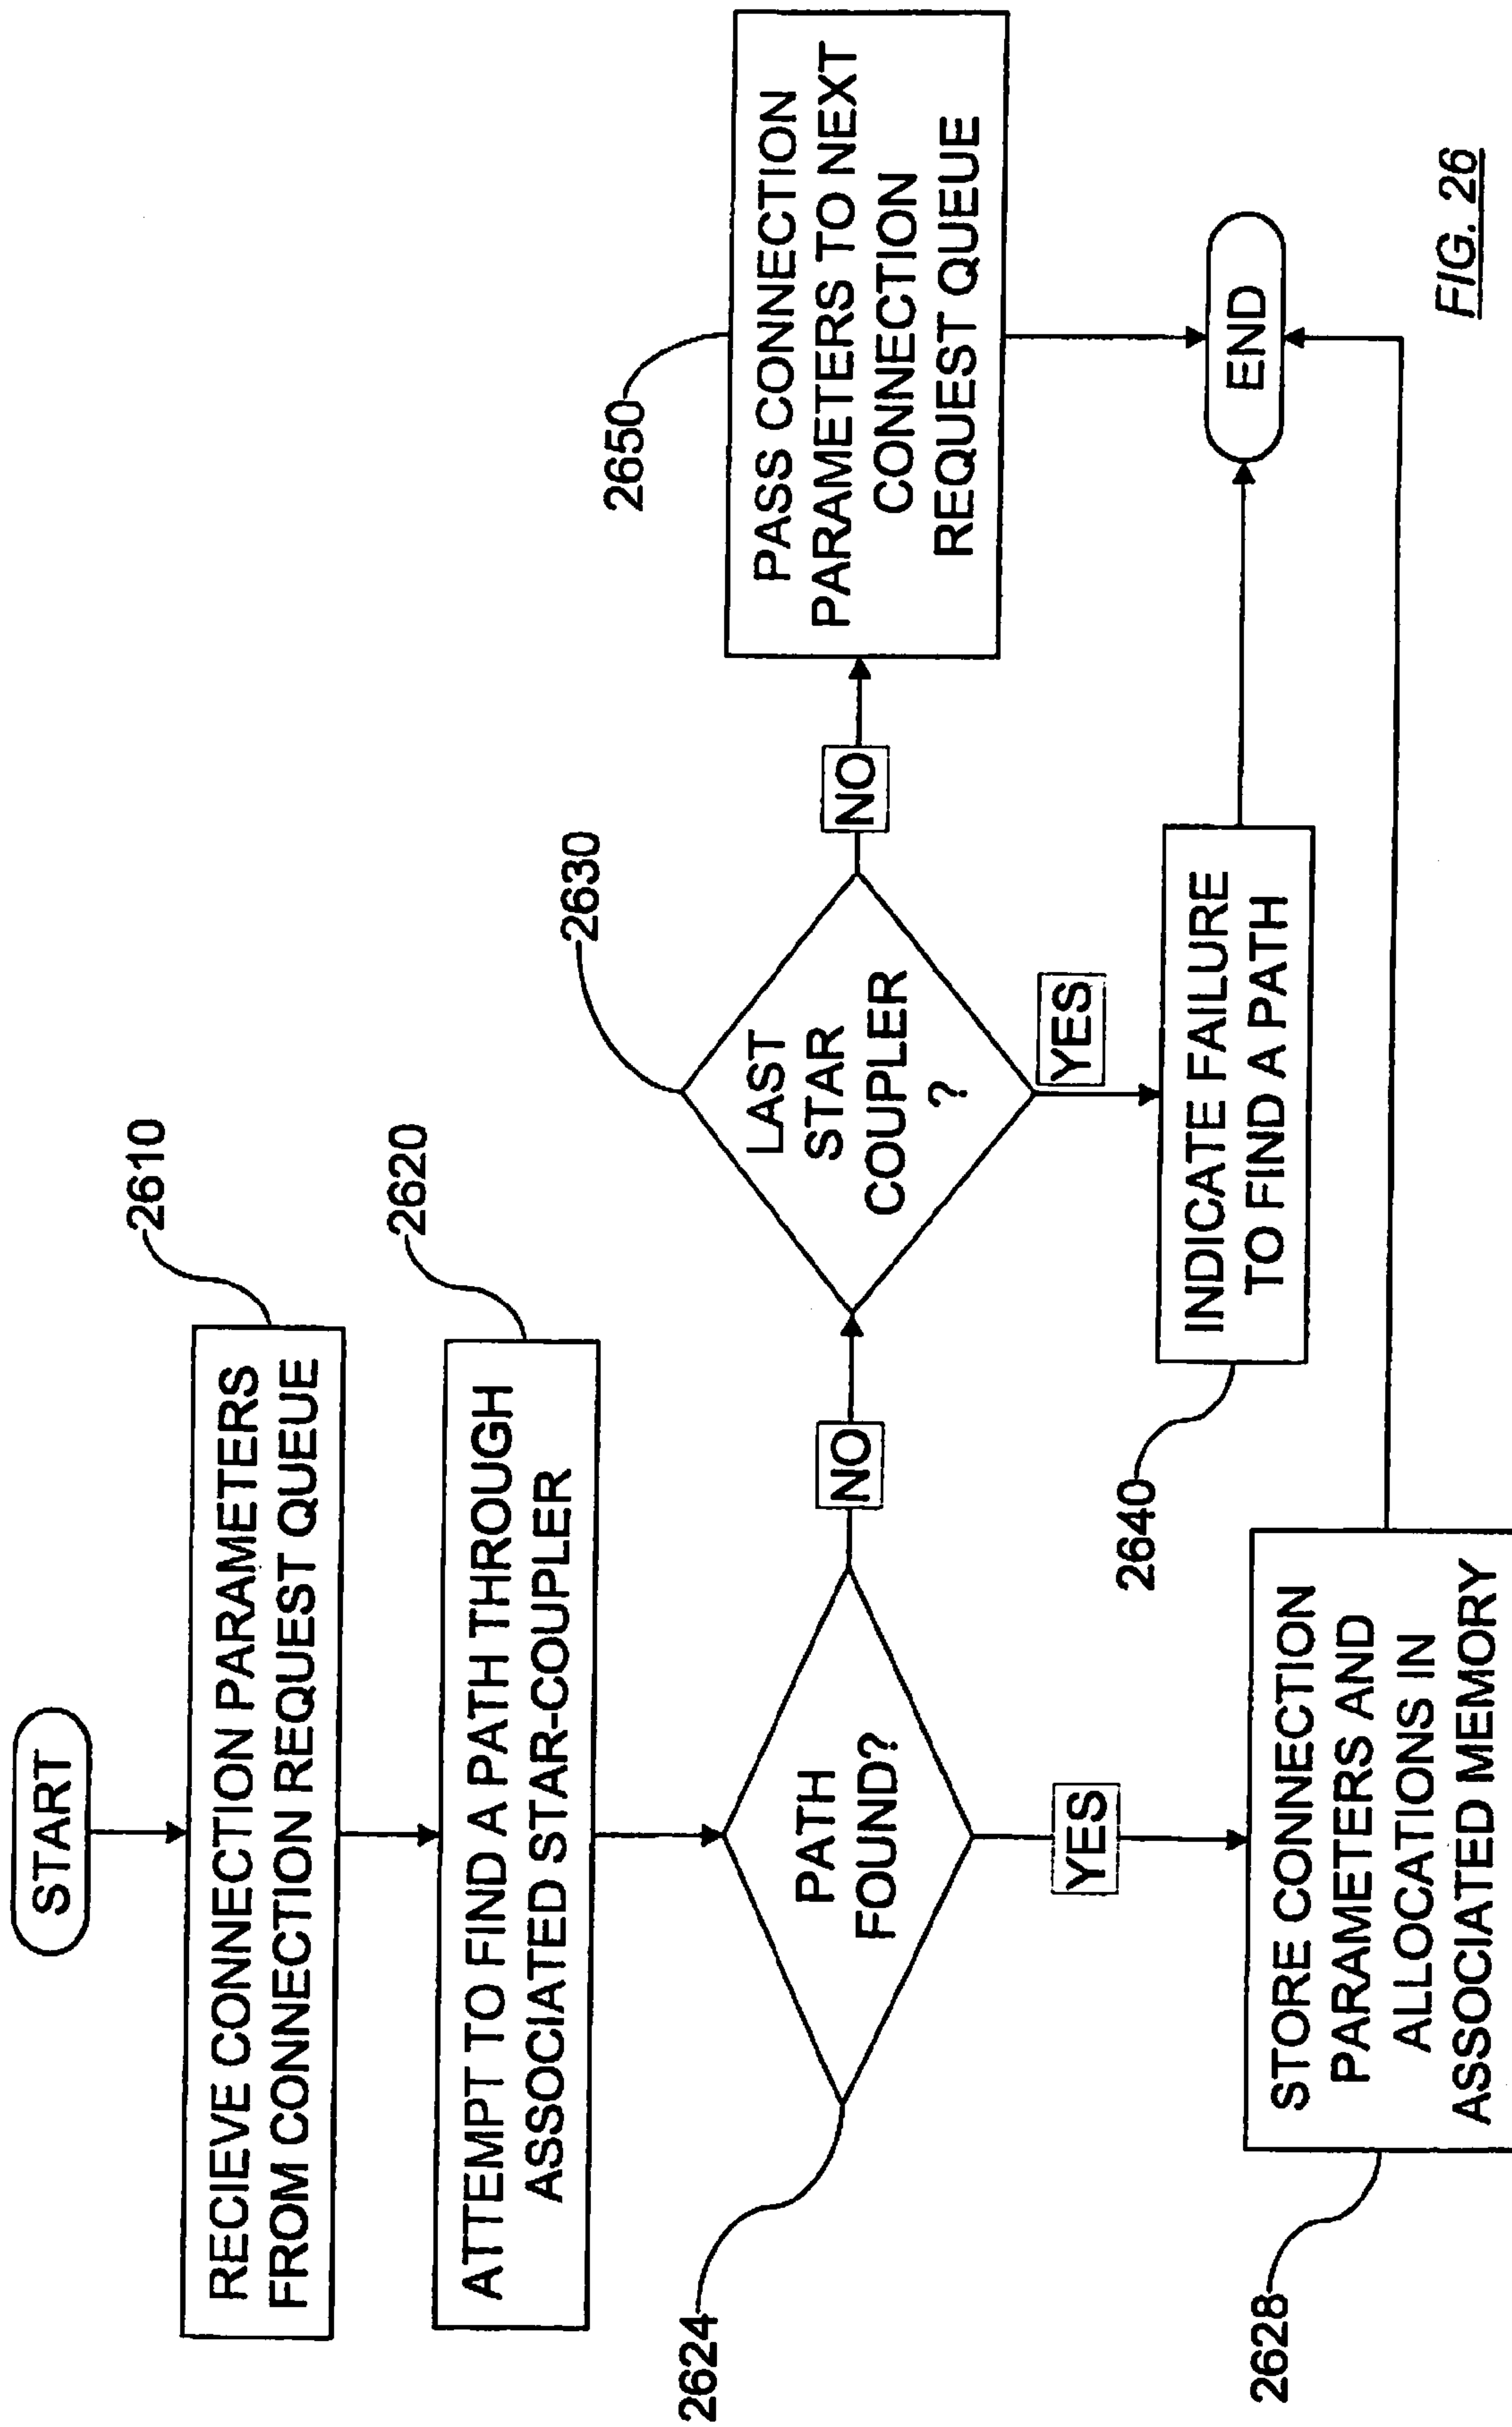 START
2610
RECIEVE CONNECTION PARAMETERS
FROM CONNECTION REQUEST QUEUE
2620
ATTEMPT TO FIND A PATH THROUGH
ASSOCIATED STAR-COUPLER
2624
PATH
FOUND?
NO
YES
2630
LAST
STAR
COUPLER
?
NO
YES
2650
PASS CONNECTION
PARAMETERS TO NEXT
CONNECTION
REQUEST QUEUE
2640
INDICATE FAILURE
TO FIND A PATH
2628
STORE CONNECTION
PARAMETERS AND
ALLOCATIONS IN
ASSOCIATED MEMORY
END
FIG. 26